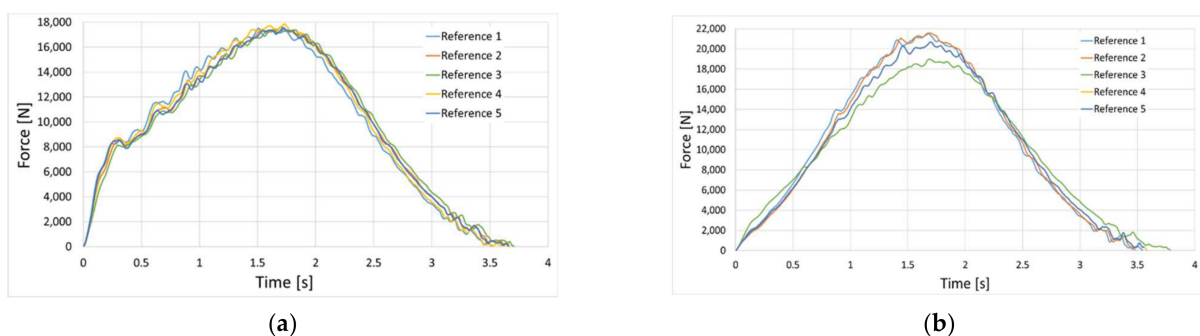 18,000
16,000
14,000
12,000
10,000
8,000
6,000
4,000
2,000
0
Force [N]
0 0.5 1 1.5 2 2.5 3 3.5 4
Time [s]
Reference 1
Reference 2
Reference 3
Reference 4
Reference 5
(a)
22,000
20,000
18,000
16,000
14,000
12,000
10,000
8,000
6,000
4,000
2,000
0
Force [N]
0 0.5 1 1.5 2 2.5 3 3.5 4
Time [s]
Reference 1
Reference 2
Reference 3
Reference 4
Reference 5
(b)